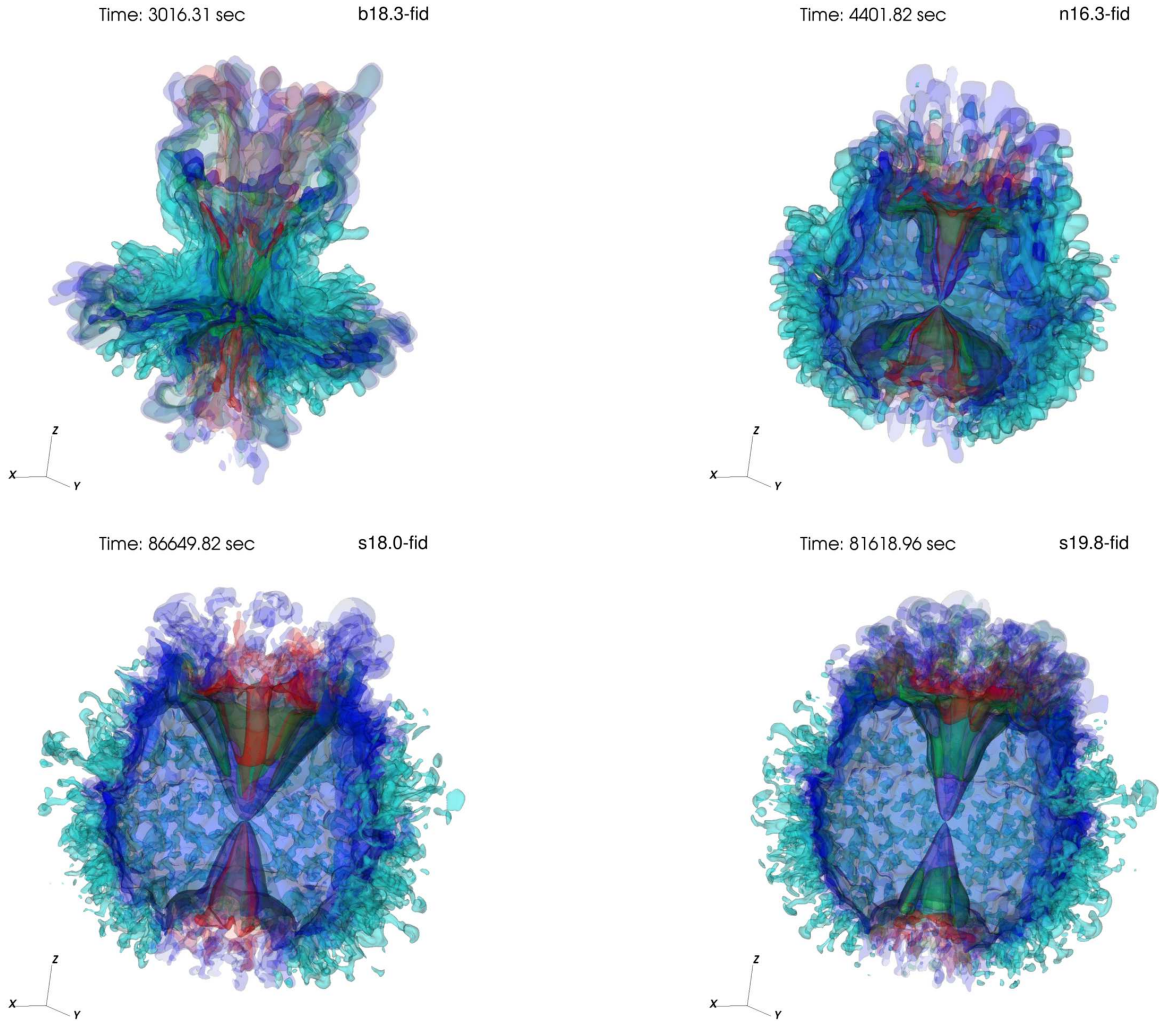 Time: 3016.31 sec b18.3-fid
Time: 4401.82 sec n16.3-fid
Z
X
Y
Z
X
Y
Time: 86649.82 sec s18.0-fid
Time: 81618.96 sec s19.8-fid
Z
X
Y
Z
X
Y